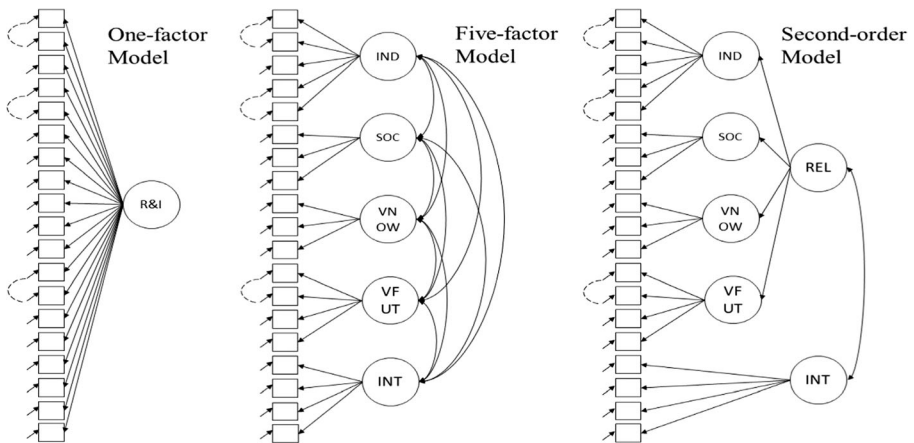 One-factor
Model
R&I
Five-factor
Model
IND
SOC
VN
OW
VF
UT
INT
Second-order
Model
IND
SOC
VN
OW
VF
UT
REL
INT